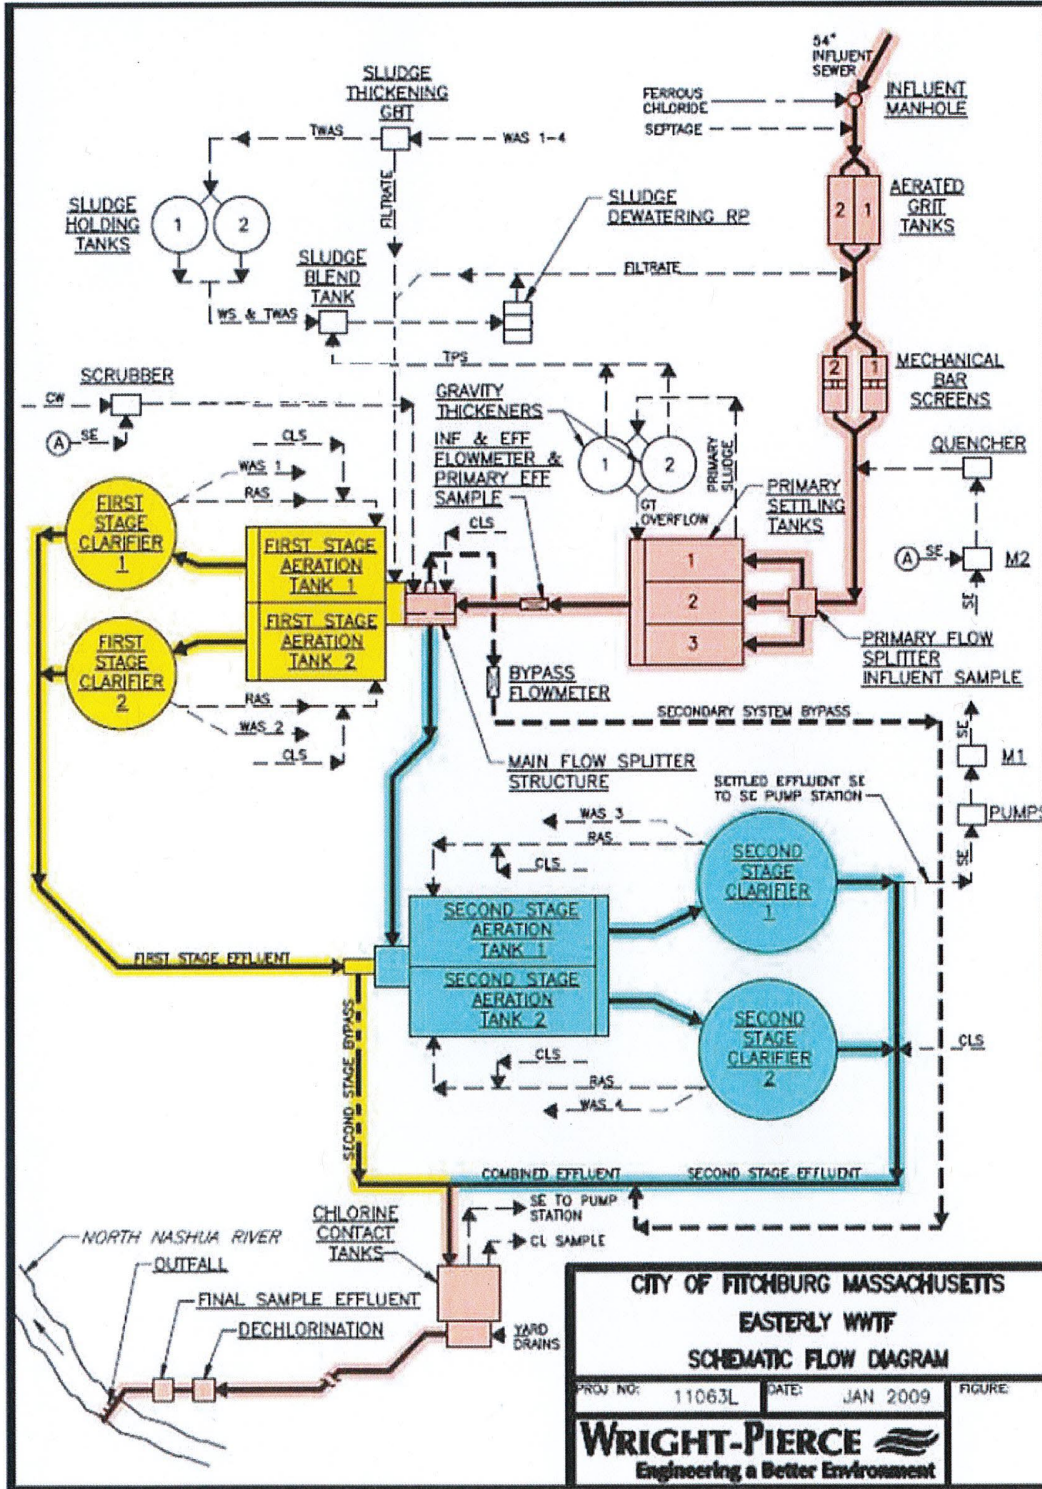 54"
INFLUENT
SEWER
FERROUS
CHLORIDE
INFLUENT
MANHOLE
SEPTAGE
SLUDGE
THICKENING
GBT
TWAS
WAS 1-4
FILTRATE
SLUDGE
HOLDING
TANKS
1
2
SLUDGE
DEWATERING RP
2
1
AERATED
GRIT
TANKS
SLUDGE
BLEND
TANK
FILTRATE
WS & TWAS
TPS
2
1
MECHANICAL
BAR
SCREENS
SCRUBBER
CW
A
SE
GRAVITY
THICKENERS
1
2
PRIMARY
SLUDGE
GT
OVERFLOW
INF & EFF
FLOWMETER &
PRIMARY EFF
SAMPLE
QUENCHER
PRIMARY
SETTLING
TANKS
A
SE
M2
SE
CLS
WAS 1
RAS
FIRST
STAGE
CLARIFIER
1
FIRST STAGE
AERATION
TANK 1
FIRST STAGE
AERATION
TANK 2
CLS
1
2
3
FIRST
STAGE
CLARIFIER
2
RAS
WAS 2
CLS
PRIMARY FLOW
SPLITTER
INFLUENT SAMPLE
BYPASS
FLOWMETER
SECONDARY SYSTEM BYPASS
SE
M1
MAIN FLOW SPLITTER
STRUCTURE
SETTLED EFFLUENT SE
TO SE PUMP STATION
PUMPS
SE
WAS 3
RAS
CLS
SECOND
STAGE
CLARIFIER
1
SECOND STAGE
AERATION
TANK 1
SECOND STAGE
AERATION
TANK 2
FIRST STAGE EFFLUENT
SECOND
STAGE
CLARIFIER
2
CLS
CLS
RAS
WAS 4
SECOND STAGE BYPASS
COMBINED EFFLUENT
SECOND STAGE EFFLUENT
SE TO PUMP
STATION
CL SAMPLE
CHLORINE
CONTACT
TANKS
NORTH NASHUA RIVER
OUTFALL
FINAL SAMPLE EFFLUENT
DECHLORINATION
YARD
DRAINS
CITY OF FITCHBURG MASSACHUSETTS
EASTERLY WWTF
SCHEMATIC FLOW DIAGRAM
PROJ NO: 11063L
DATE: JAN 2009
FIGURE:
WRIGHT-PIERCE
Engineering a Better Environment